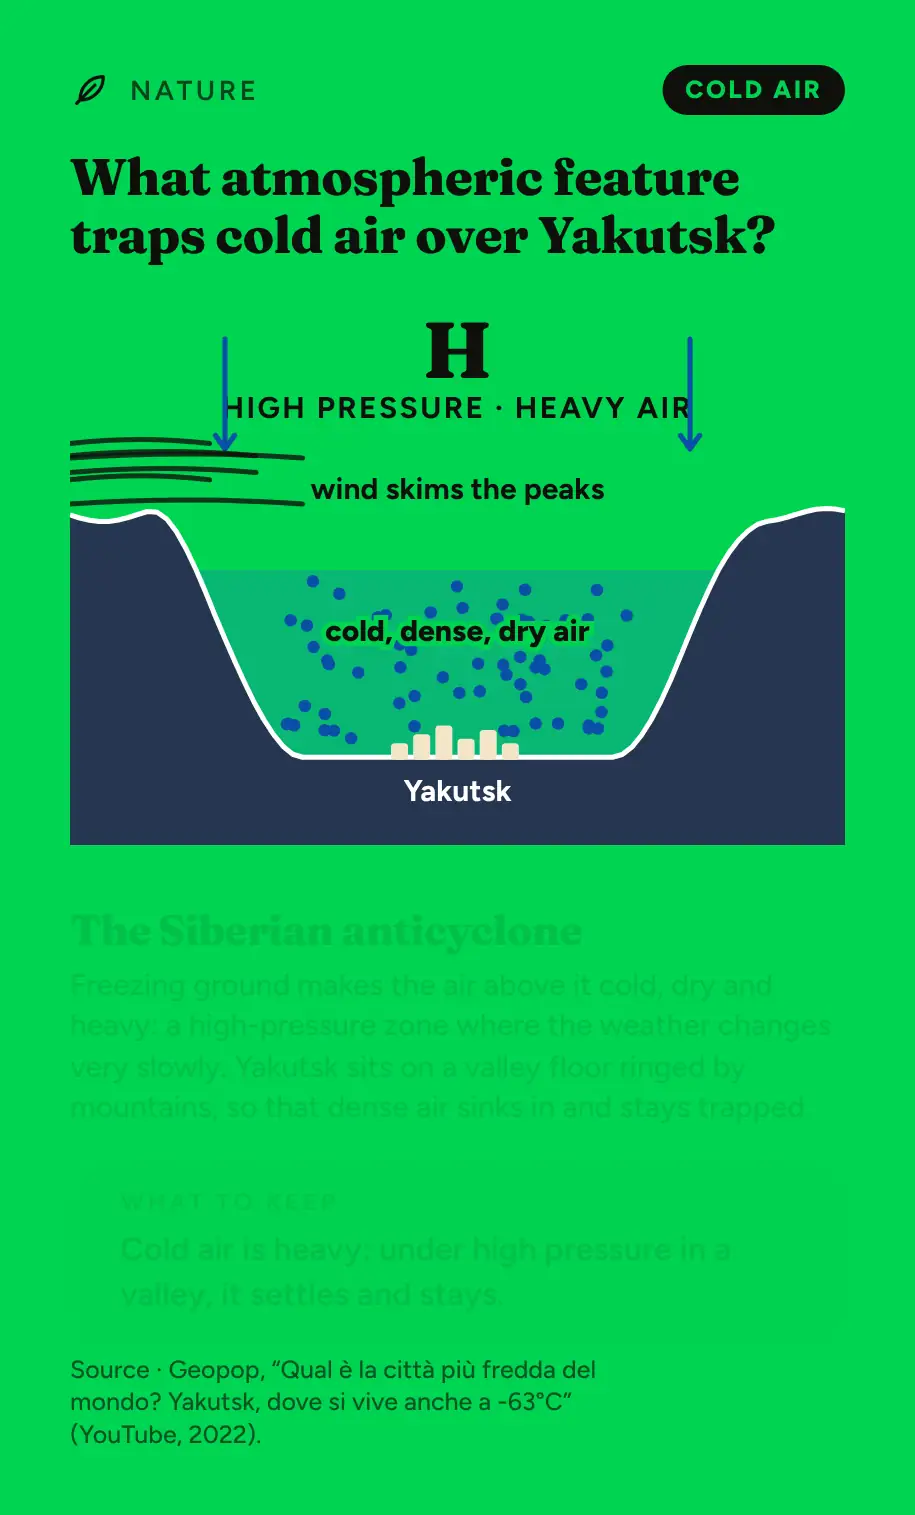 NATURE
COLD AIR
What atmospheric feature
traps cold air over Yakutsk?
H
HIGH PRESSURE · HEAVY AIR
wind skims the peaks
cold, dense, dry air
Yakutsk
The Siberian anticyclone
Freezing ground makes the air above it cold, dry and
heavy: a high-pressure zone where the weather changes
very slowly. Yakutsk sits on a valley floor ringed by
mountains, so that dense air sinks in and stays trapped.
WHAT TO KEEP
Cold air is heavy: under high pressure in a
valley, it settles and stays.
Source · Geopop, “Qual è la città più fredda del
mondo? Yakutsk, dove si vive anche a -63°C”
(YouTube, 2022).